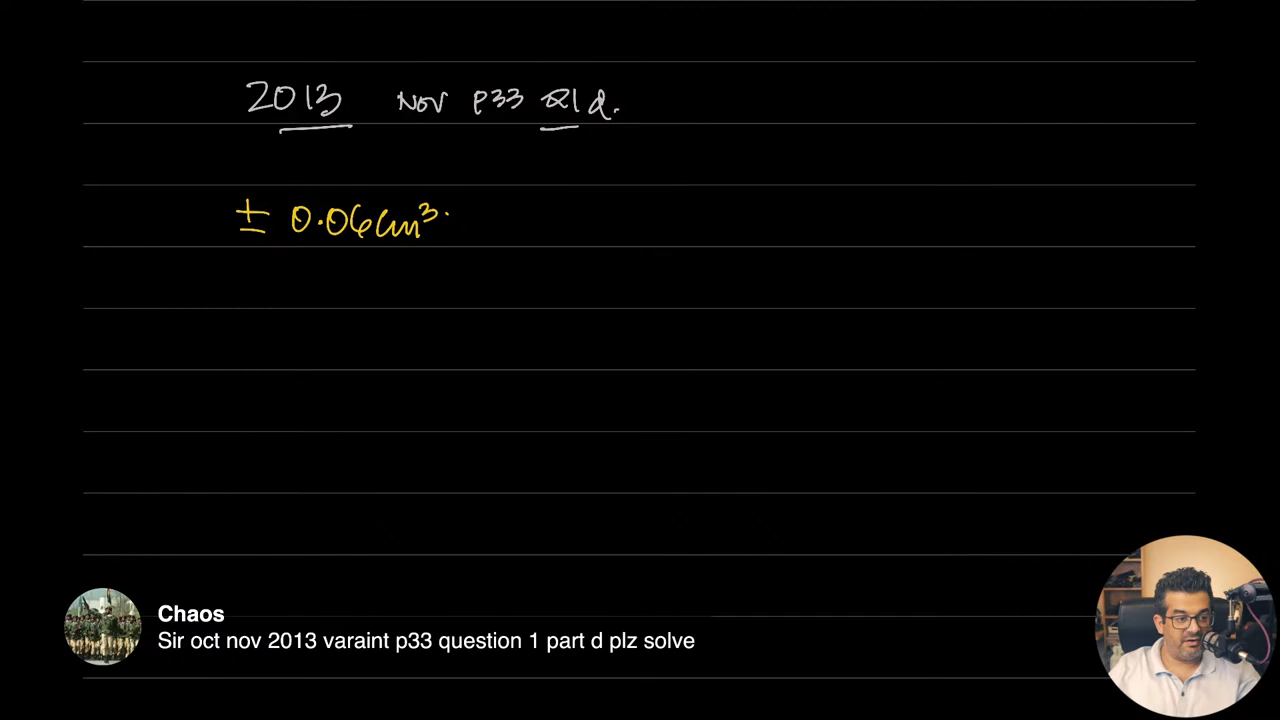 2013 Nov P33 Q1 d.
± 0.06cm³.
Chaos
Sir oct nov 2013 varaint p33 question 1 part d plz solve